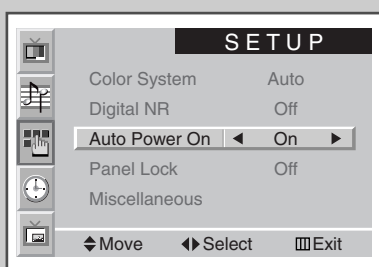 SETUP
Color System Auto
Digital NR Off
Auto Power On ◀ On ▶
Panel Lock Off
Miscellaneous
Move Select Exit